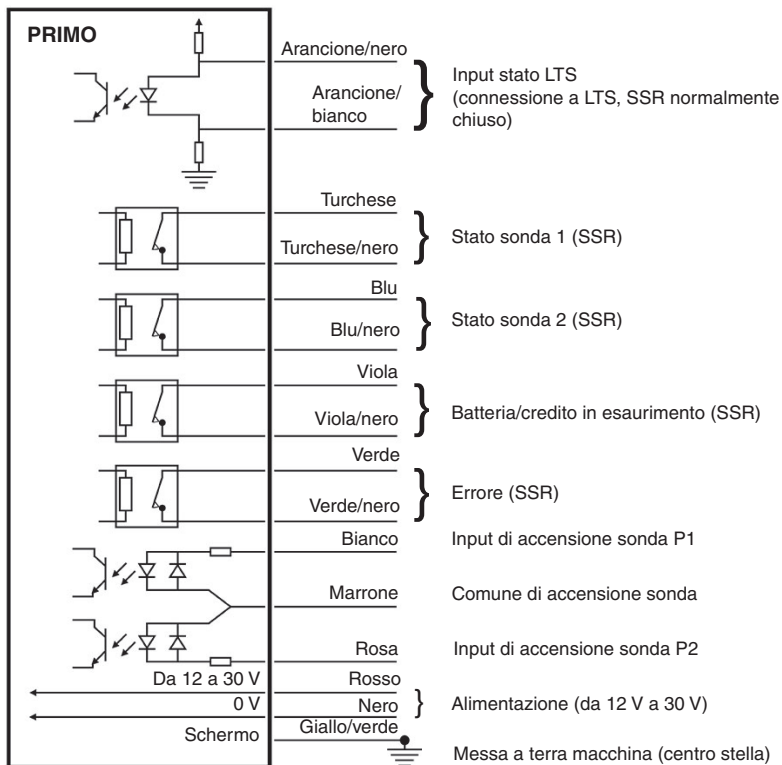 PRIMO
Arancione/nero
Arancione/
bianco
Input stato LTS
(connessione a LTS, SSR normalmente
chiuso)
Turchese
Turchese/nero
Stato sonda 1 (SSR)
Blu
Blu/nero
Stato sonda 2 (SSR)
Viola
Viola/nero
Batteria/credito in esaurimento (SSR)
Verde
Verde/nero
Errore (SSR)
Bianco
Input di accensione sonda P1
Marrone
Comune di accensione sonda
Rosa
Input di accensione sonda P2
Da 12 a 30 V
Rosso
0 V
Nero
Alimentazione (da 12 V a 30 V)
Schermo
Giallo/verde
Messa a terra macchina (centro stella)